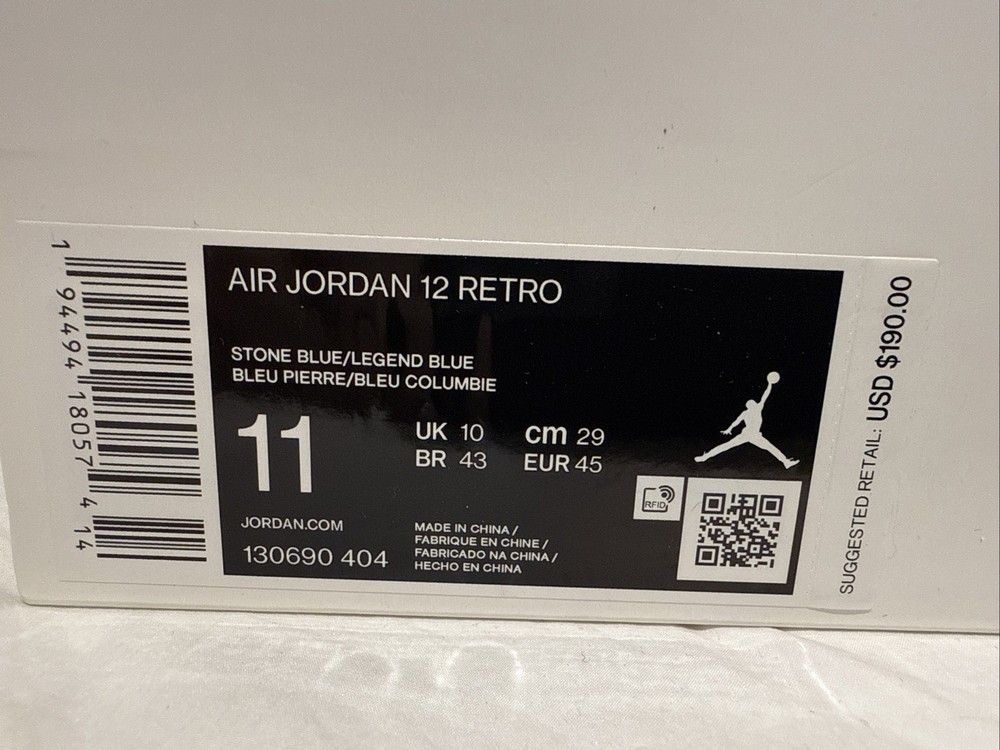 1 94494 18057 4 14
AIR JORDAN 12 RETRO
STONE BLUE/LEGEND BLUE
BLEU PIERRE/BLEU COLUMBIE
11
UK 10
cm 29
BR 43
EUR 45
JORDAN.COM
130690 404
MADE IN CHINA /
FABRIQUE EN CHINE /
FABRICADO NA CHINA /
HECHO EN CHINA
RFID
SUGGESTED RETAIL: USD $190.00